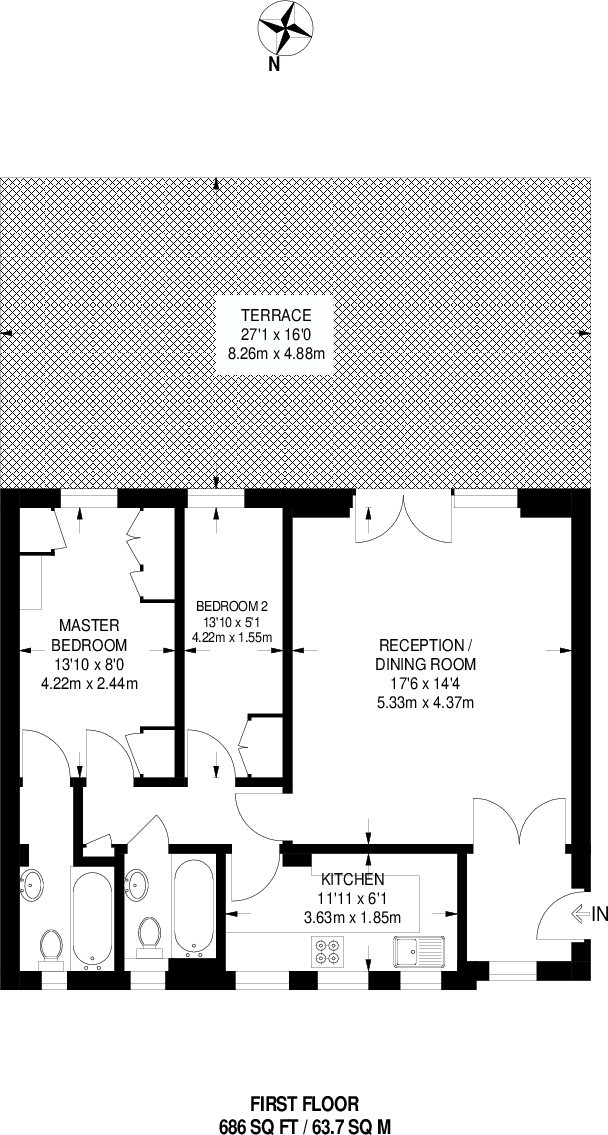 N
TERRACE
27'1 x 16'0
8.26m x 4.88m
MASTER
BEDROOM
13'10 x 8'0
4.22m x 2.44m
BEDROOM 2
13'10 x 5'1
4.22m x 1.55m
RECEPTION /
DINING ROOM
17'6 x 14'4
5.33m x 4.37m
KITCHEN
11'11 x 6'1
3.63m x 1.85m
IN
FIRST FLOOR
686 SQ FT / 63.7 SQ M